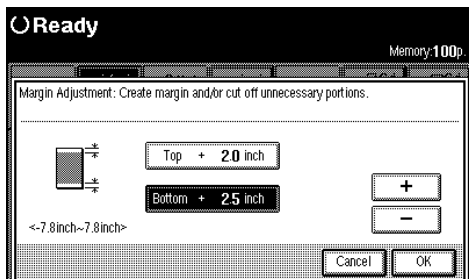 Ready
Memory:100p.
Margin Adjustment: Create margin and/or cut off unnecessary portions.
Top + 2.0 inch
Bottom + 2.5 inch
+
−
<-7.8inch~7.8inch>
Cancel OK